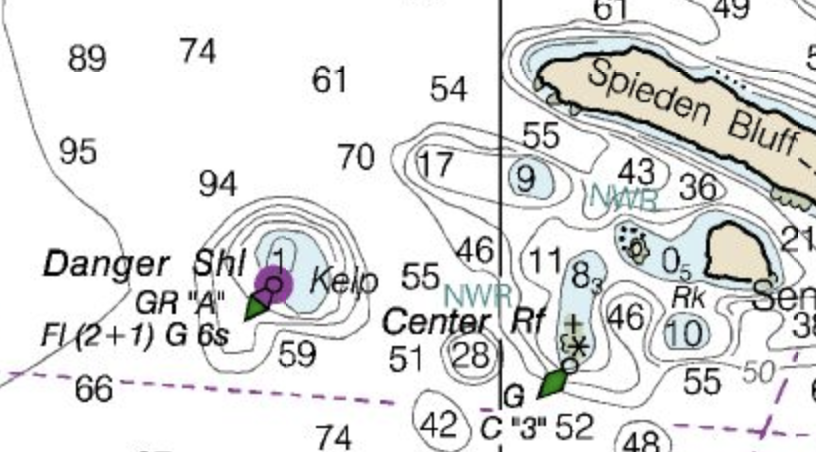 61
49
89
74
61
54
Spieden Bluff
95
70
17
55
9
43
36
94
NWR
21
46
Danger Shl
1
Kelp
55
11
8₃
0₅
GR "A"
NWR
Rk
Sen
Fl (2+1) G 6s
Center Rf
46
10
38
59
51
28
50
66
55
G
42
C "3"
52
74
48